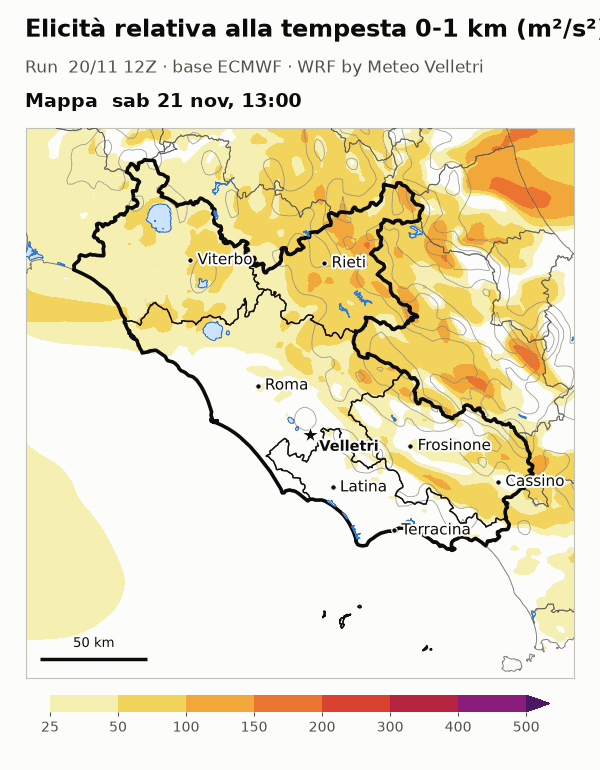 Elicità relativa alla tempesta 0-1 km (m²/s²)
Run 20/11 12Z · base ECMWF · WRF by Meteo Velletri
Mappa sab 21 nov, 13:00
Viterbo
Rieti
Roma
Velletri
Frosinone
Cassino
Latina
Terracina
50 km
25 50 100 150 200 300 400 500